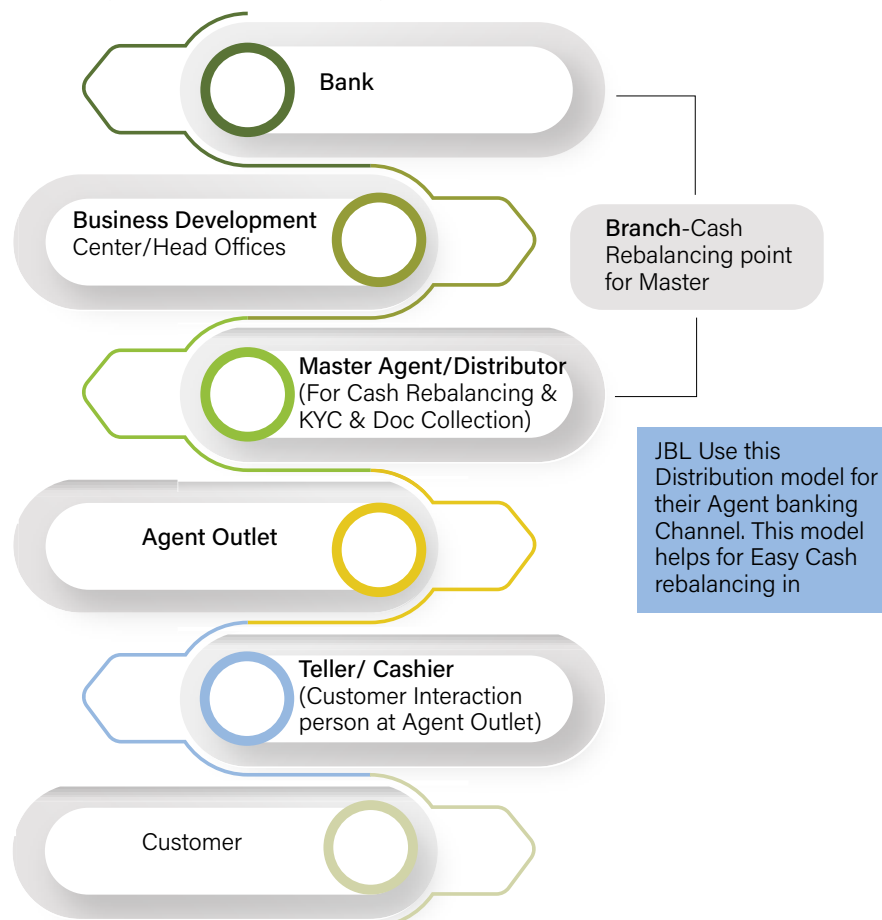 Bank
Business Development
Center/Head Offices
Branch-Cash
Rebalancing point
for Master
Master Agent/Distributor
(For Cash Rebalancing &
KYC & Doc Collection)
JBL Use this
Distribution model for
their Agent banking
Channel. This model
helps for Easy Cash
rebalancing in
Agent Outlet
Teller/ Cashier
(Customer Interaction
person at Agent Outlet)
Customer